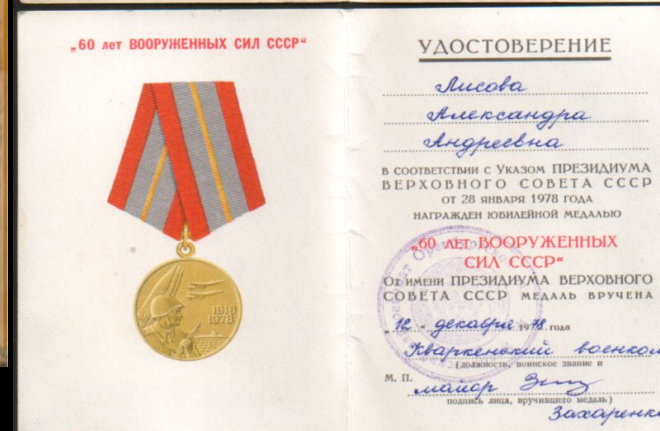 „60 лет ВООРУЖЕННЫХ СИЛ СССР“
1918
1978
УДОСТОВЕРЕНИЕ
Лисова
Александра
Андреевна
В СООТВЕТСТВИИ С УКАЗОМ ПРЕЗИДИУМА
ВЕРХОВНОГО СОВЕТА СССР
ОТ 28 ЯНВАРЯ 1978 ГОДА
НАГРАЖДЕН ЮБИЛЕЙНОЙ МЕДАЛЬЮ
„60 ЛЕТ ВООРУЖЕННЫХ
СИЛ СССР“
ОТ ИМЕНИ ПРЕЗИДИУМА ВЕРХОВНОГО
СОВЕТА СССР МЕДАЛЬ ВРУЧЕНА
„12“ декабря 1978 года
Кваркенский военком
(должность, воинское звание и
М. П. майор
подпись лица, вручившего медаль)
Захаренко